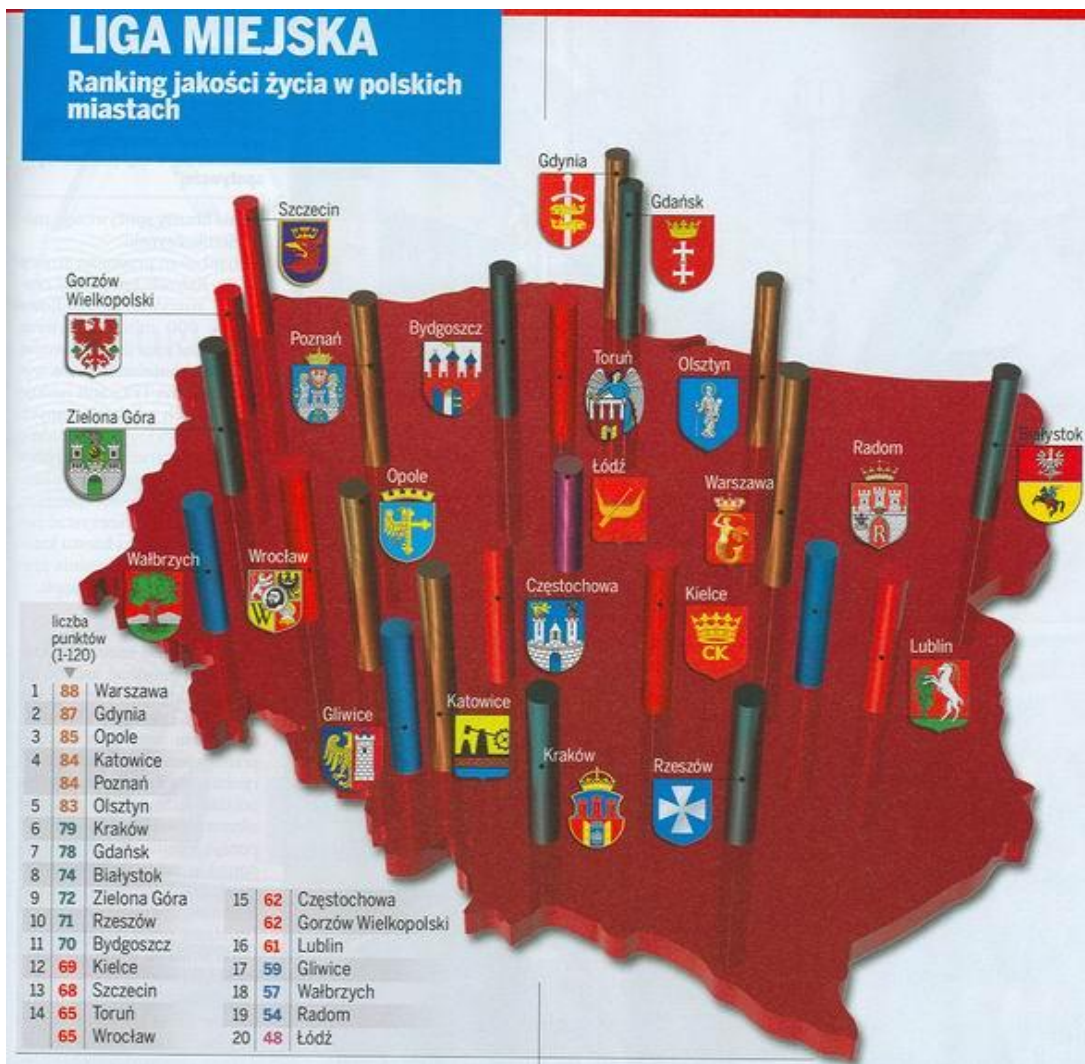 LIGA MIEJSKA
Ranking jakości życia w polskich
miastach
Gdynia
Gdańsk
Szczecin
Gorzów
Wielkopolski
Poznań
Bydgoszcz
Toruń
Olsztyn
Zielona Góra
Białystok
Radom
Łódź
Warszawa
Opole
Wałbrzych
Wrocław
Częstochowa
Kielce
CK
Lublin
Gliwice
Katowice
Kraków
Rzeszów
liczba
punktów
(1-120)
1 88 Warszawa
2 87 Gdynia
3 85 Opole
4 84 Katowice
84 Poznań
5 83 Olsztyn
6 79 Kraków
7 78 Gdańsk
8 74 Białystok
9 72 Zielona Góra
10 71 Rzeszów
11 70 Bydgoszcz
12 69 Kielce
13 68 Szczecin
14 65 Toruń
65 Wrocław
15 62 Częstochowa
62 Gorzów Wielkopolski
16 61 Lublin
17 59 Gliwice
18 57 Wałbrzych
19 54 Radom
20 48 Łódź